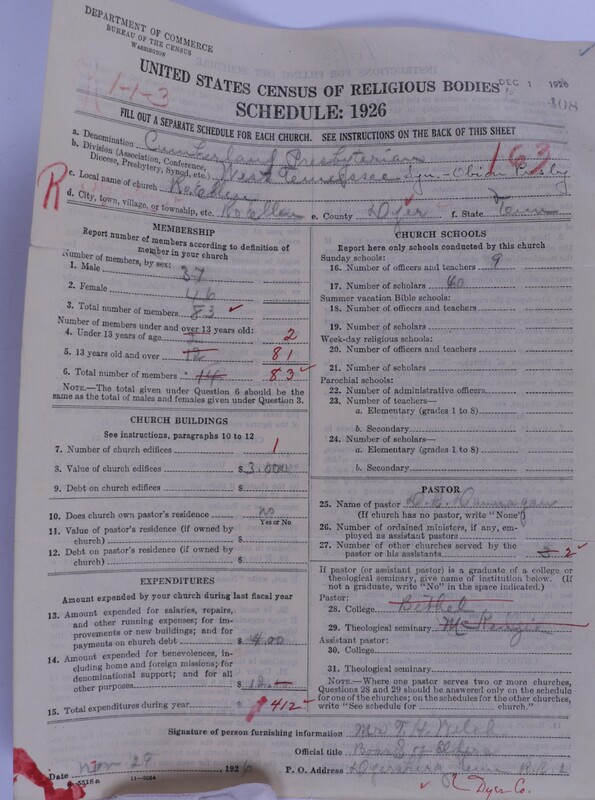 DEPARTMENT OF COMMERCE
BUREAU OF THE CENSUS
WASHINGTON
UNITED STATES CENSUS OF RELIGIOUS BODIES
DEC 1 1926
SCHEDULE: 1926
1-1-3
FILL OUT A SEPARATE SCHEDULE FOR EACH CHURCH. SEE INSTRUCTIONS ON THE BACK OF THIS SHEET
163
a. Denomination Cumberland Presbyterian
b. Division (Association, Conference, Diocese, Presbytery, Synod, etc.) West Tennessee Syn.-Obion Presby
R
c. Local name of church RoEllen
d. City, town, village, or township, etc. RoEllen e. County Dyer f. State Tenn
MEMBERSHIP
Report number of members according to definition of member in your church
Number of members, by sex:
1. Male 37
2. Female 46
3. Total number of members 83
Number of members under and over 13 years old:
4. Under 13 years of age 2
5. 13 years old and over 12 81
6. Total number of members 14 83
NOTE.—The total given under Question 6 should be the same as the total of males and females given under Question 3.
CHURCH BUILDINGS
See instructions, paragraphs 10 to 12
7. Number of church edifices 1
8. Value of church edifices $3.000
9. Debt on church edifices
10. Does church own pastor's residence no
Yes or No
11. Value of pastor's residence (if owned by church) $
12. Debt on pastor's residence (if owned by church) $
EXPENDITURES
Amount expended by your church during last fiscal year
13. Amount expended for salaries, repairs, and other running expenses; for improvements or new buildings; and for payments on church debt $ 400
14. Amount expended for benevolences, including home and foreign missions; for denominational support; and for all other purposes $
15. Total expenditures during year $412
CHURCH SCHOOLS
Report here only schools conducted by this church
Sunday schools:
16. Number of officers and teachers 9
17. Number of scholars 60
Summer vacation Bible schools:
18. Number of officers and teachers
19. Number of scholars
Week-day religious schools:
20. Number of officers and teachers
21. Number of scholars
Parochial schools:
22. Number of administrative officers
23. Number of teachers—
a. Elementary (grades 1 to 8)
b. Secondary
24. Number of scholars—
a. Elementary (grades 1 to 8)
b. Secondary
PASTOR
25. Name of pastor
(If church has no pastor, write "None")
26. Number of ordained ministers, if any, employed as assistant pastors
27. Number of other churches served by the pastor or his assistants 3 2
If pastor (or assistant pastor) is a graduate of a college or theological seminary, give name of institution below. (If not a graduate, write "No" in the space indicated.)
Pastor:
28. College Bethel
29. Theological seminary McKenzie
Assistant pastor:
30. College
31. Theological seminary
NOTE.—Where one pastor serves two or more churches, Questions 28 and 29 should be answered only on the schedule for one of the churches; on the schedules for the other churches, write "See schedule for church."
Signature of person furnishing information Mr T. H. Welch
Official title Board of Elders
Date Nov 29 1926 P. O. Address Dyersburg Tenn R.
8-5518a 11-9084
R Dyer Co.